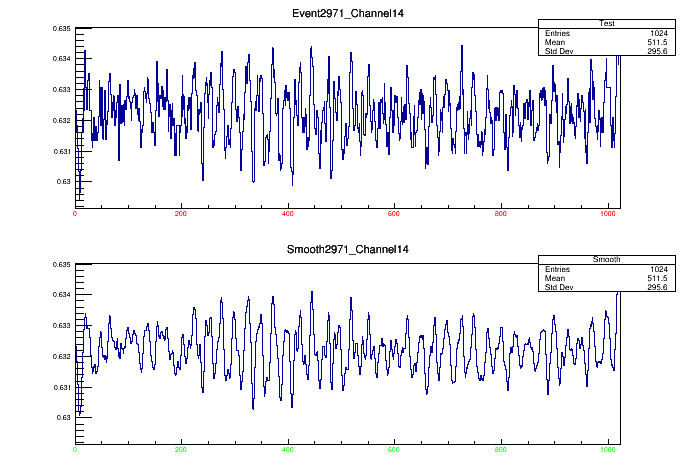 Event2971_Channel14
Test
Entries 1024
Mean 511.5
Std Dev 295.6
0.635
0.634
0.633
0.632
0.631
0.63
0 200 400 600 800 1000
Smooth2971_Channel14
Smooth
Entries 1024
Mean 511.5
Std Dev 295.6
0.635
0.634
0.633
0.632
0.631
0.63
0 200 400 600 800 1000